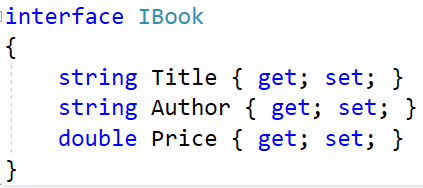 interface IBook
{
    string Title { get; set; }
    string Author { get; set; }
    double Price { get; set; }
}